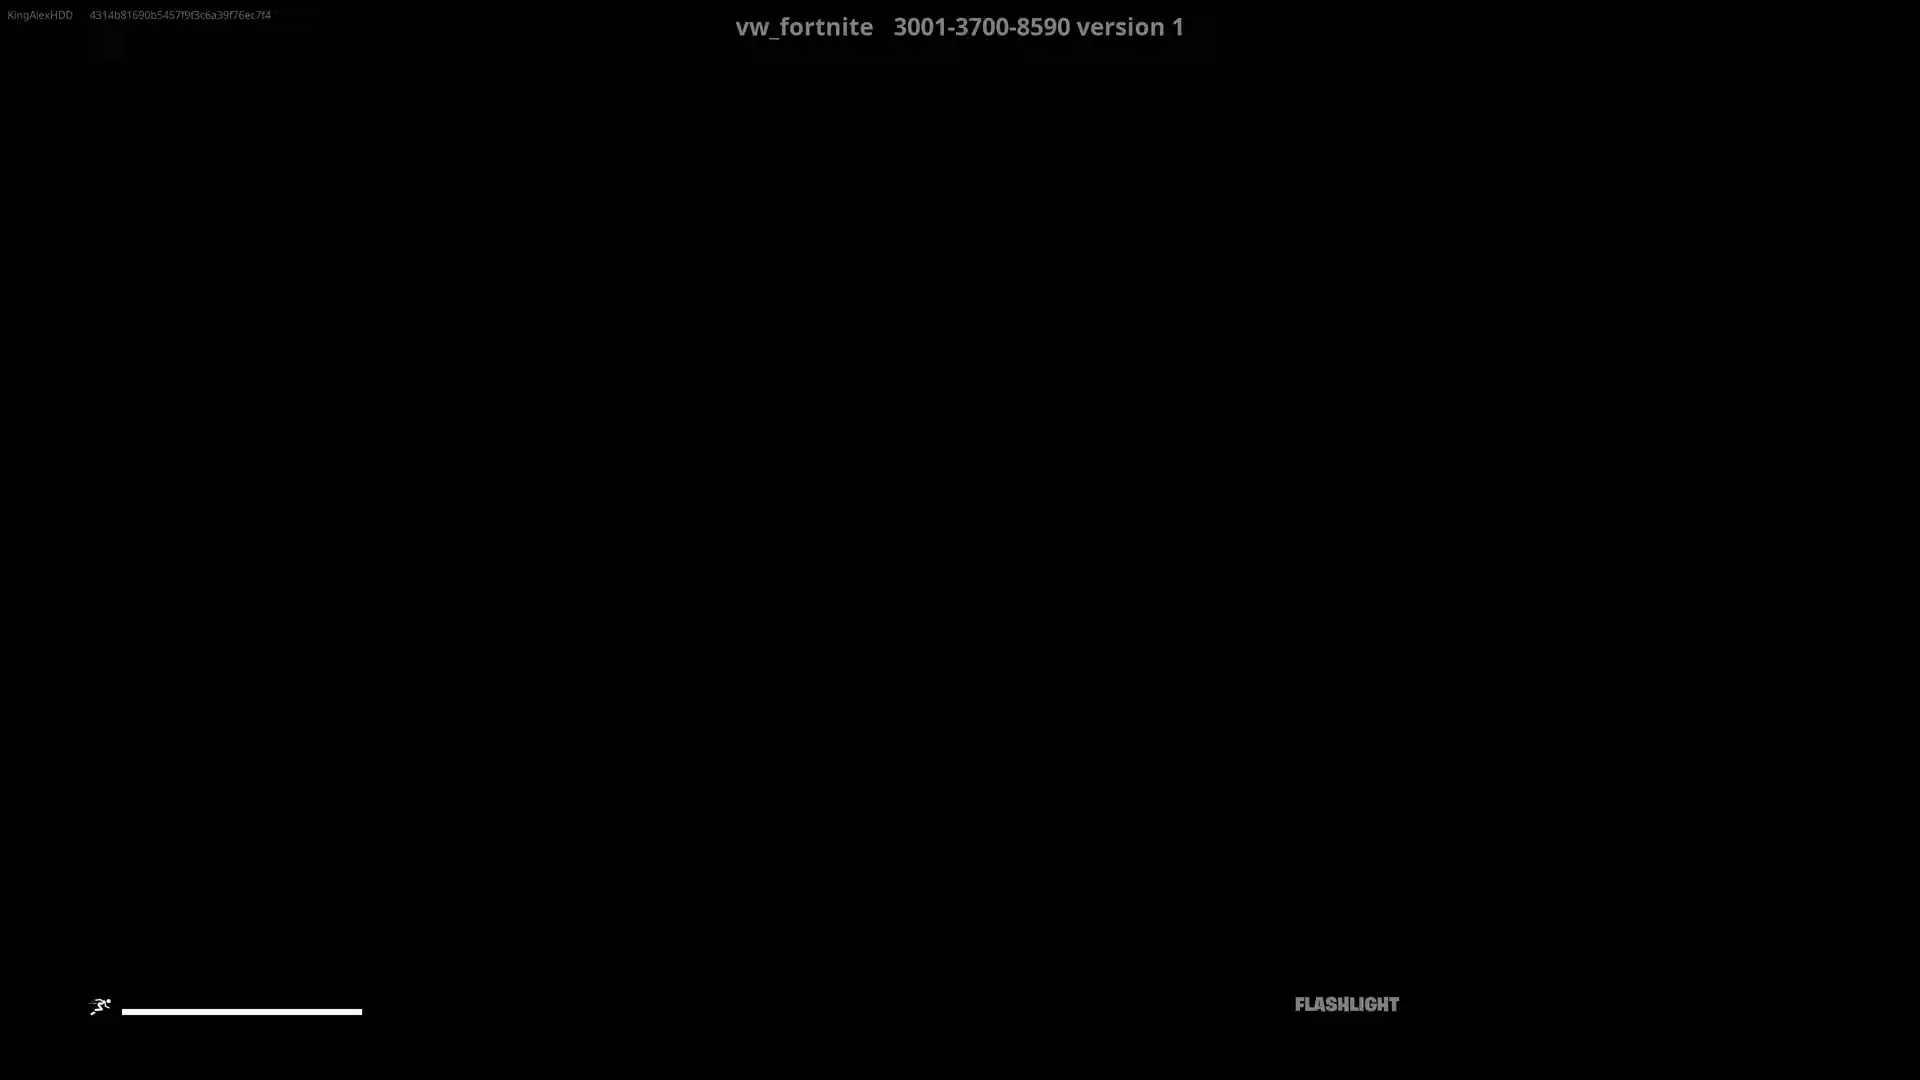 KingAlexHDD 4314b81690b5457f9f3c6a39f76ec7f4
vw_fortnite 3001-3700-8590 version 1
FLASHLIGHT